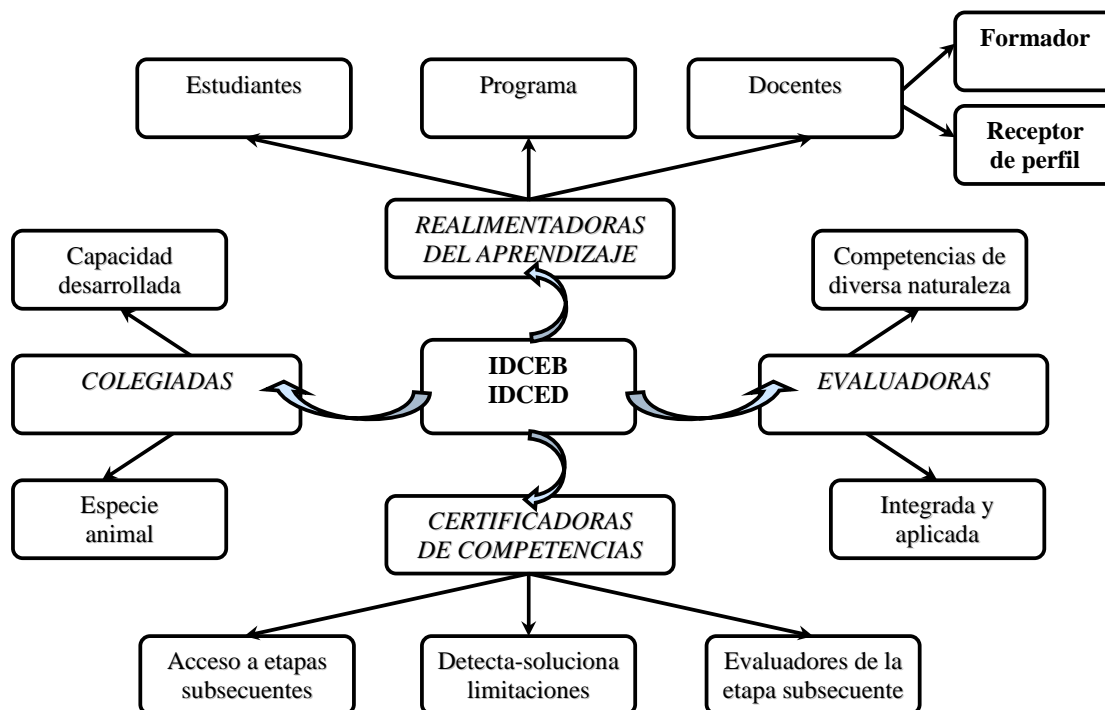 Formador
Estudiantes
Programa
Docentes
Receptor
de perfil
REALIMENTADORAS
DEL APRENDIZAJE
Capacidad
desarrollada
Competencias de
diversa naturaleza
IDCEB
IDCED
COLEGIADAS
EVALUADORAS
Especie
animal
Integrada y
aplicada
CERTIFICADORAS
DE COMPETENCIAS
Acceso a etapas
subsecuentes
Detecta-soluciona
limitaciones
Evaluadores de la
etapa subsecuente